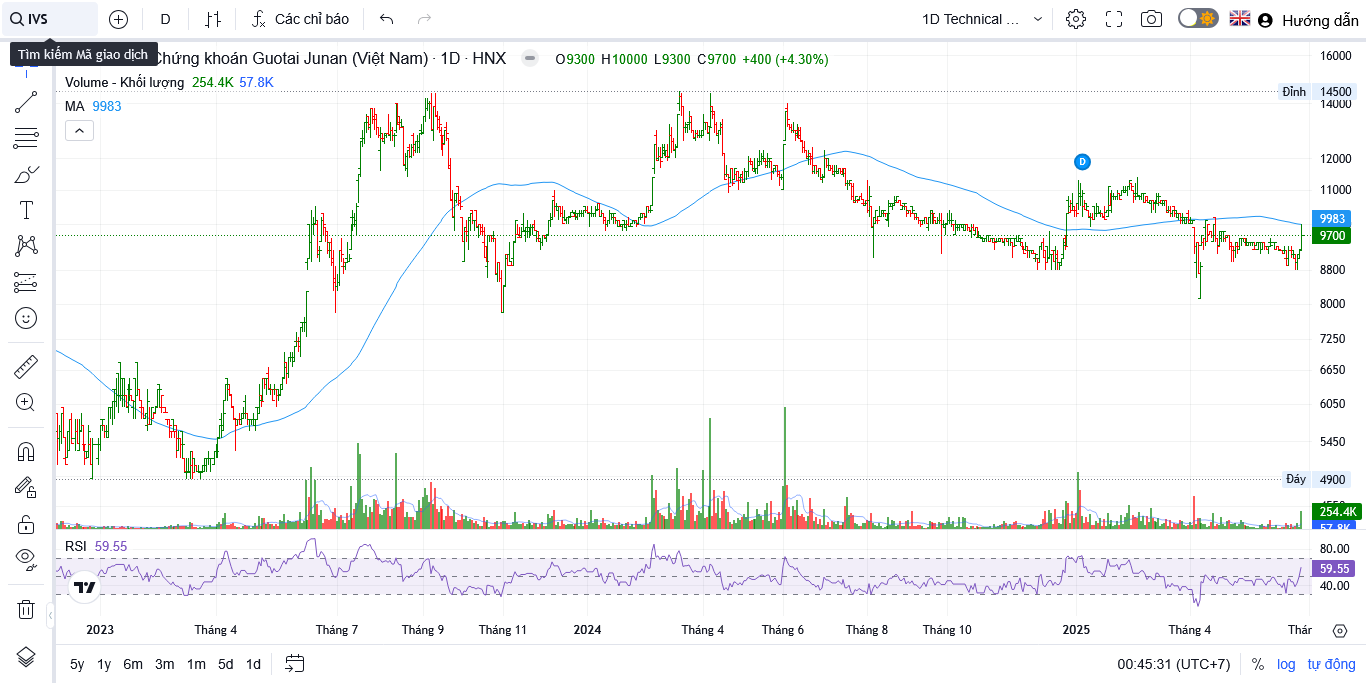 IVS
D
Các chỉ báo
1D Technical ...
Hướng dẫn
Tìm kiếm Mã giao dịch
Chứng khoán Guotai Junan (Việt Nam) · 1D · HNX
O9300 H10000 L9300 C9700 +400 (+4.30%)
Volume - Khối lượng 254.4K 57.8K
MA 9983
16000
Đỉnh 14500
14000
12000
D
11000
9983
9700
8800
8000
7250
6650
6050
5450
Đáy 4900
254.4K
57.8K
RSI 59.55
80.00
59.55
40.00
2023 Tháng 4 Tháng 7 Tháng 9 Tháng 11 2024 Tháng 4 Tháng 6 Tháng 8 Tháng 10 2025 Tháng 4 Thár
5y 1y 6m 3m 1m 5d 1d
00:45:31 (UTC+7) % log tự động